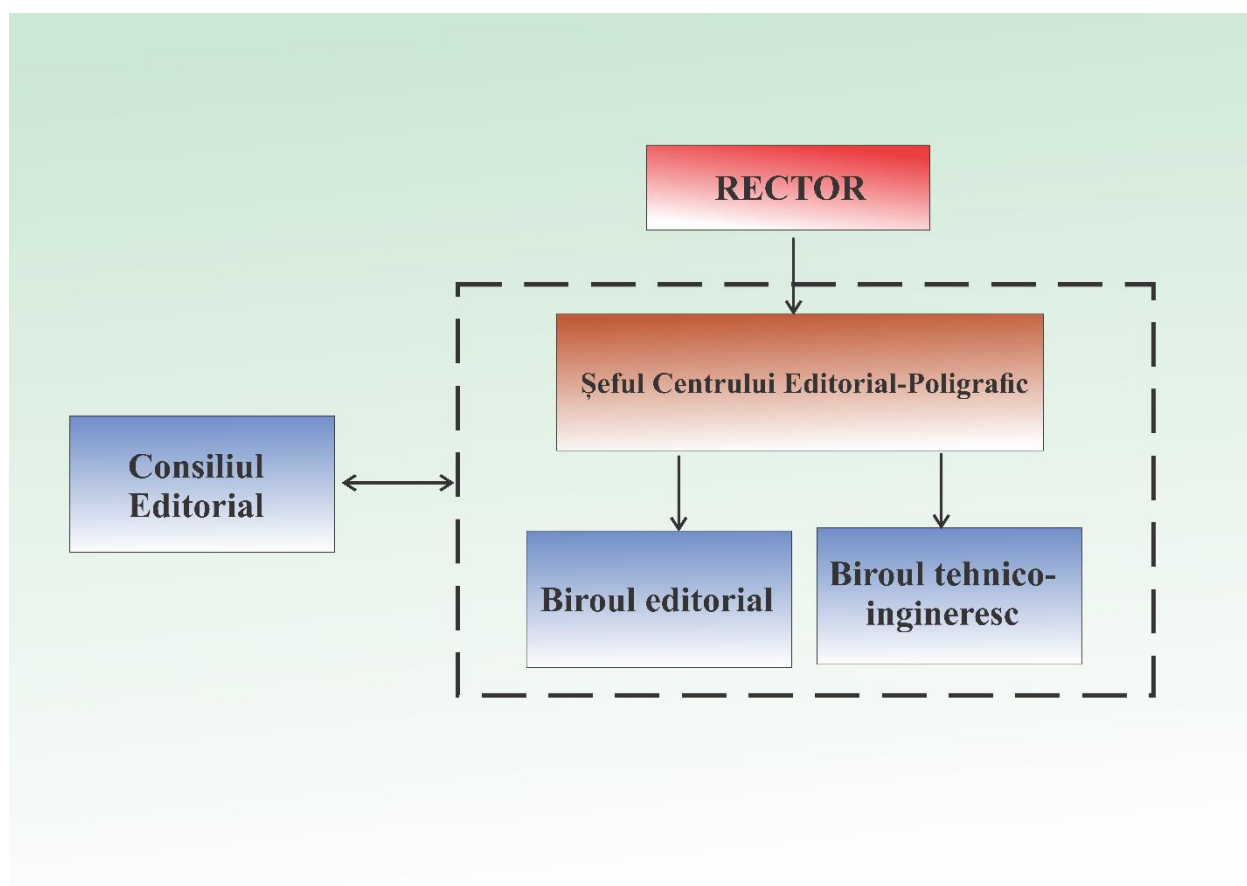 RECTOR
Șeful Centrului Editorial-Poligrafic
Consiliul
Editorial
Biroul editorial
Biroul tehnico-
ingineresc